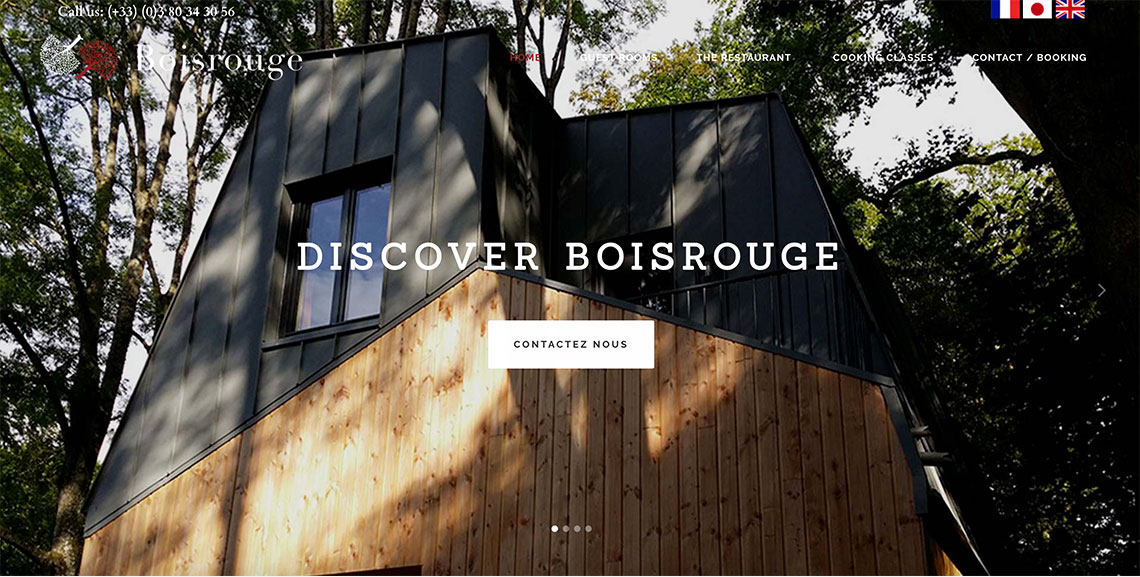 Call us: (+33) (0)3 80 34 30 56
Boisrouge
HOME GUEST ROOMS THE RESTAURANT COOKING CLASSES CONTACT / BOOKING
DISCOVER BOISROUGE
CONTACTEZ NOUS